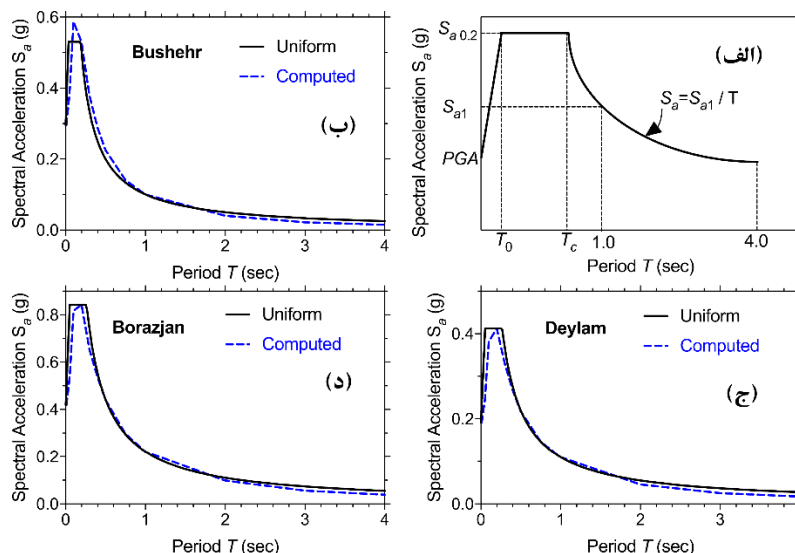 Bushehr
Uniform
Computed
(ب)
Spectral Acceleration Sa (g)
0.6
0.4
0.2
0.0
0 1 2 3 4
Period T (sec)
(الف)
Spectral Acceleration Sa (g)
Sa 0.2
Sa1
PGA
Sa=Sa1 / T
T0 Tc 1.0 4.0
Period T (sec)
Borazjan
Uniform
Computed
(د)
Spectral Acceleration Sa (g)
0.8
0.6
0.4
0.2
0.0
0 1 2 3 4
Period T (sec)
Deylam
Uniform
Computed
(ج)
Spectral Acceleration Sa (g)
0.4
0.2
0.0
0 1 2 3
Period T (sec)